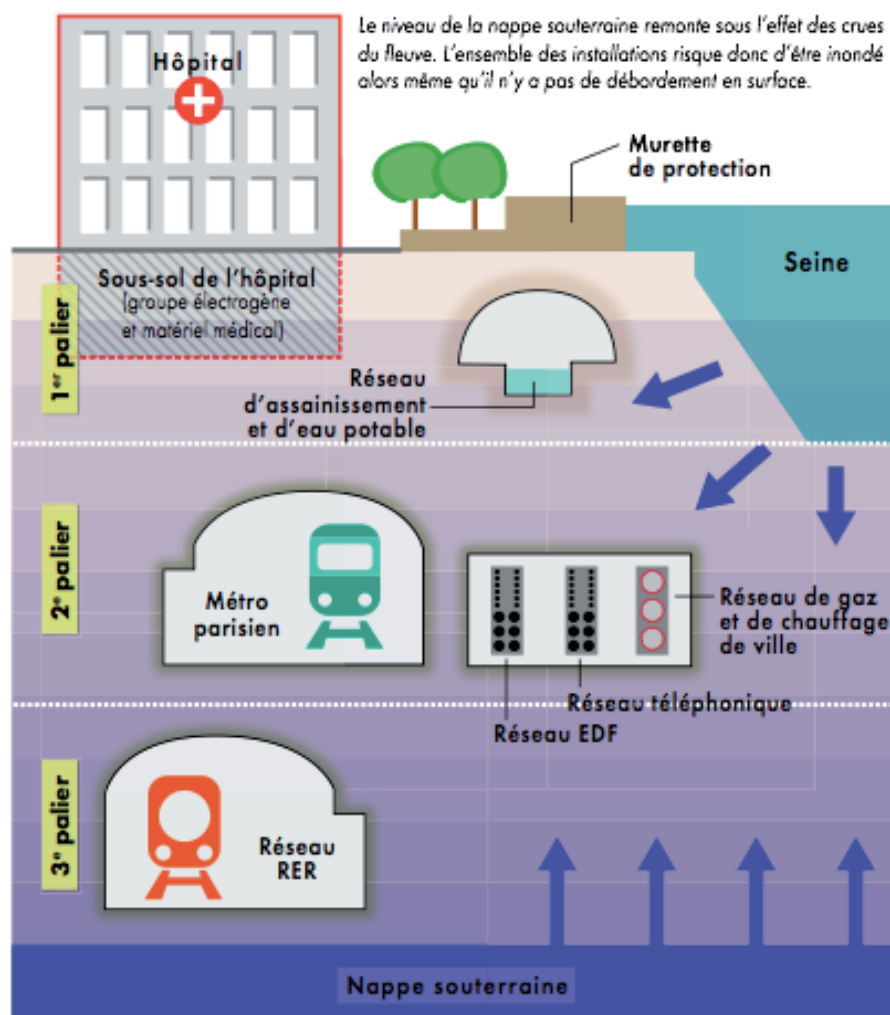 Le niveau de la nappe souterraine remonte sous l'effet des crues
du fleuve. L'ensemble des installations risque donc d'être inondé
alors même qu'il n'y a pas de débordement en surface.
Hôpital
Murette
de protection
Seine
Sous-sol de l'hôpital
(groupe électrogène
et matériel médical)
1er palier
Réseau
d'assainissement
et d'eau potable
2e palier
Métro
parisien
Réseau de gaz
et de chauffage
de ville
Réseau téléphonique
Réseau EDF
3e palier
Réseau
RER
Nappe souterraine